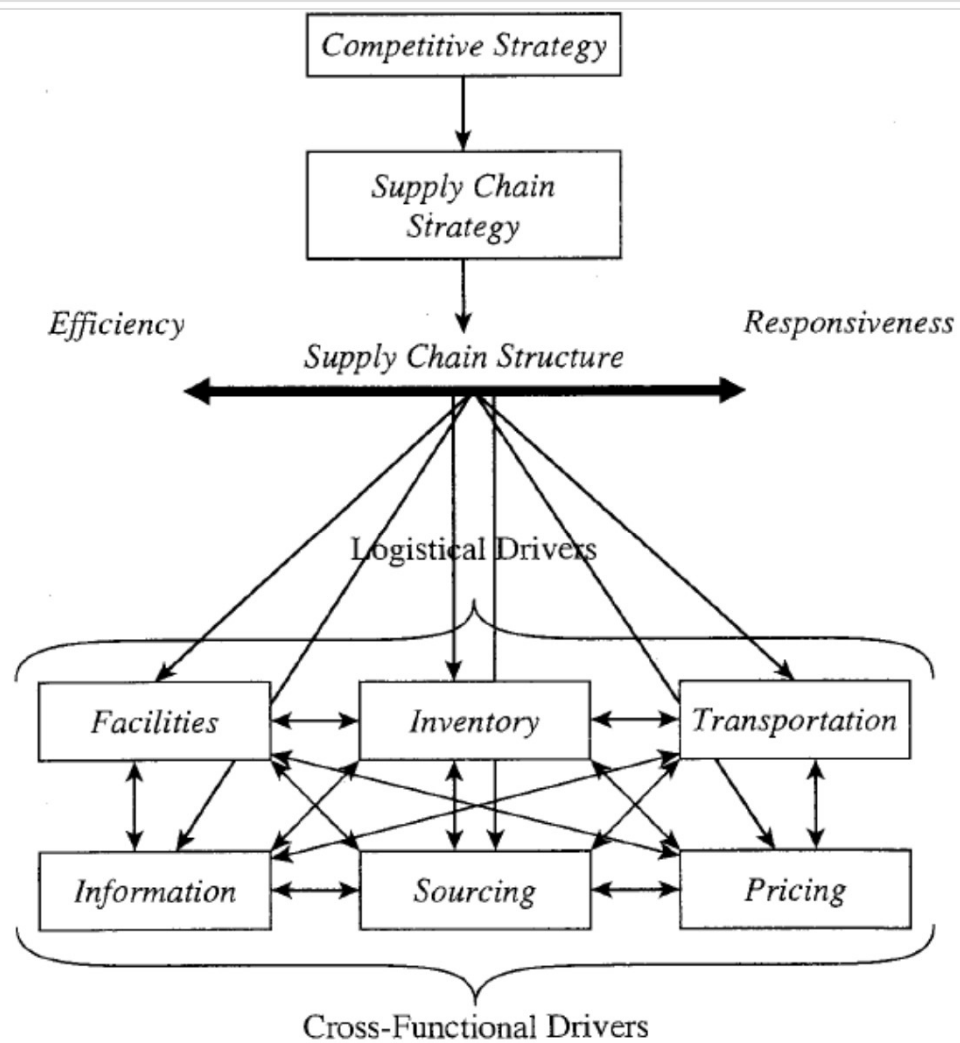 Competitive Strategy
Supply Chain
Strategy
Efficiency
Responsiveness
Supply Chain Structure
Logistical Drivers
Facilities
Inventory
Transportation
Information
Sourcing
Pricing
Cross-Functional Drivers